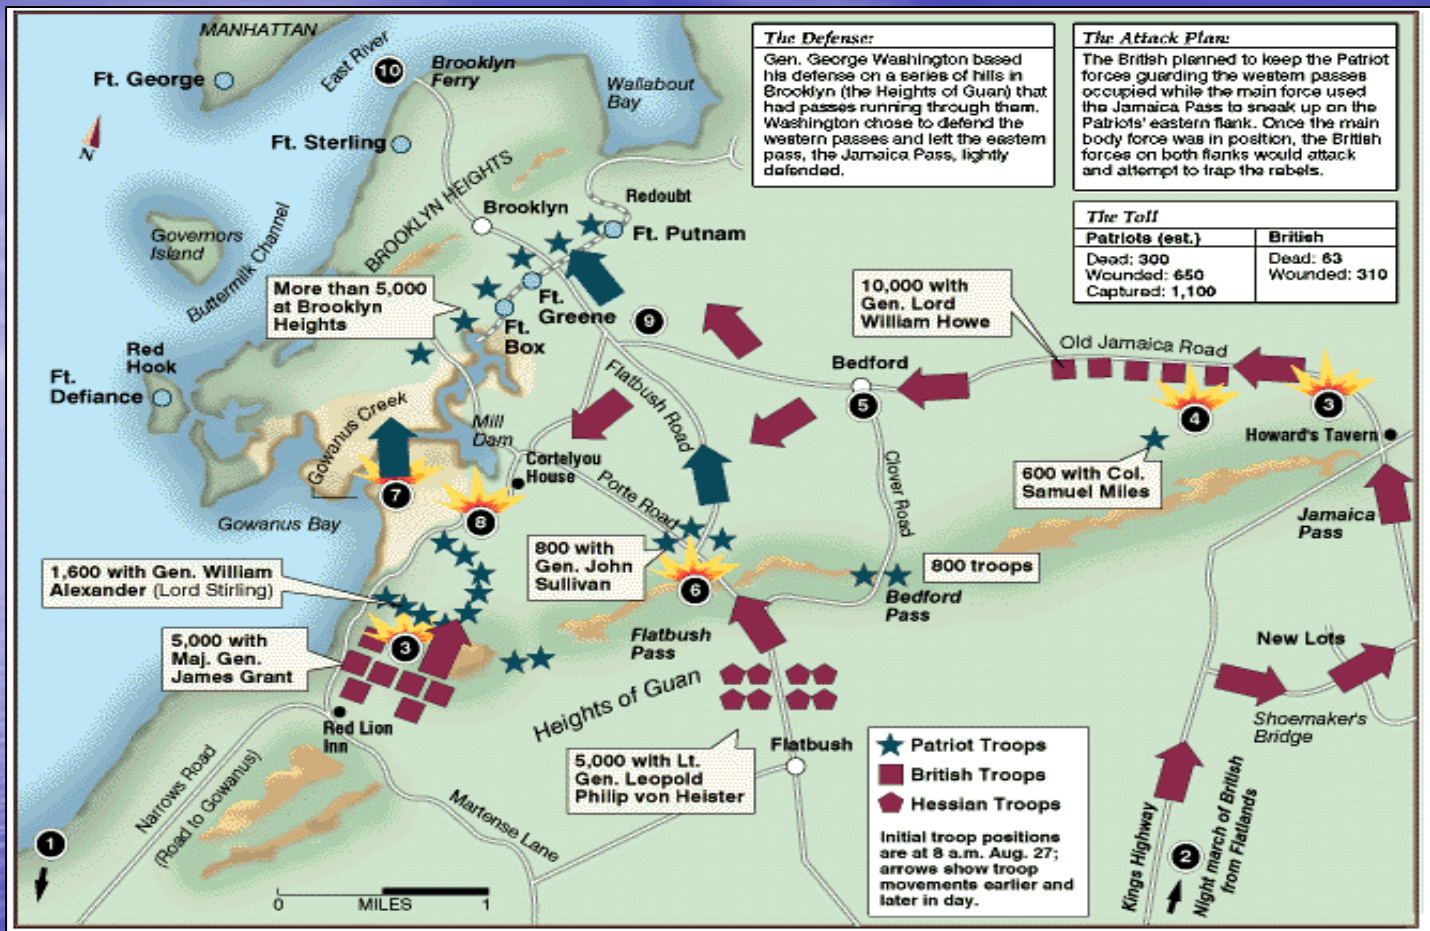 MANHATTAN
Ft. George
East River
10
Brooklyn
Ferry
Wallabout
Bay
N
Ft. Sterling
BROOKLYN HEIGHTS
Redoubt
Brooklyn
Ft. Putnam
Governors
Island
Buttermilk Channel
More than 5,000
at Brooklyn
Heights
Ft.
Greene
Ft.
Box
9
Red
Hook
Ft.
Defiance
The Defense:
Gen. George Washington based
his defense on a series of hills in
Brooklyn (the Heights of Guan) that
had passes running through them.
Washington chose to defend the
western passes and left the eastern
pass, the Jamaica Pass, lightly
defended.
The Attack Plan:
The British planned to keep the Patriot
forces guarding the western passes
occupied while the main force used
the Jamaica Pass to sneak up on the
Patriots' eastern flank. Once the main
body force was in position, the British
forces on both flanks would attack
and attempt to trap the rebels.
The Toll
Patriots (est.) British
Dead: 300 Dead: 63
Wounded: 650 Wounded: 310
Captured: 1,100
10,000 with
Gen. Lord
William Howe
Old Jamaica Road
Bedford
5
4
3
Howard's Tavern
600 with Col.
Samuel Miles
Jamaica
Pass
Flatbush Road
Gowanus Creek
Mill
Dam
Cortelyou
House
Porte Road
Clover Road
7
8
Gowanus Bay
1,600 with Gen. William
Alexander (Lord Stirling)
800 with
Gen. John
Sullivan
6
800 troops
Bedford
Pass
Flatbush
Pass
5,000 with
Maj. Gen.
James Grant
3
Red Lion
Inn
Heights of Guan
New Lots
Shoemaker's
Bridge
5,000 with Lt.
Gen. Leopold
Philip von Heister
Flatbush
Narrows Road
(Road to Gowanus)
Martense Lane
1
0 MILES 1
Patriot Troops
British Troops
Hessian Troops
Initial troop positions
are at 8 a.m. Aug. 27;
arrows show troop
movements earlier and
later in day.
Kings Highway
2
Night march of British
from Flatlands